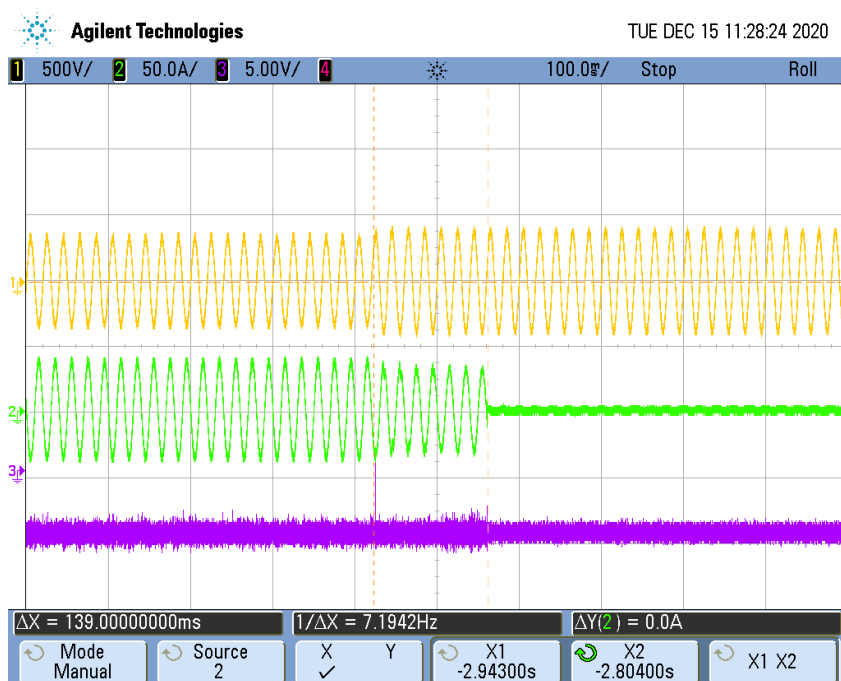 Agilent Technologies
TUE DEC 15 11:28:24 2020
1 500V/ 2 50.0A/ 3 5.00V/ 4 100.0ms/ Stop Roll
1
2
3
ΔX = 139.00000000ms 1/ΔX = 7.1942Hz ΔY(2) = 0.0A
Mode Source X Y X1 X2 X1 X2
Manual 2 ✓ -2.94300s -2.80400s